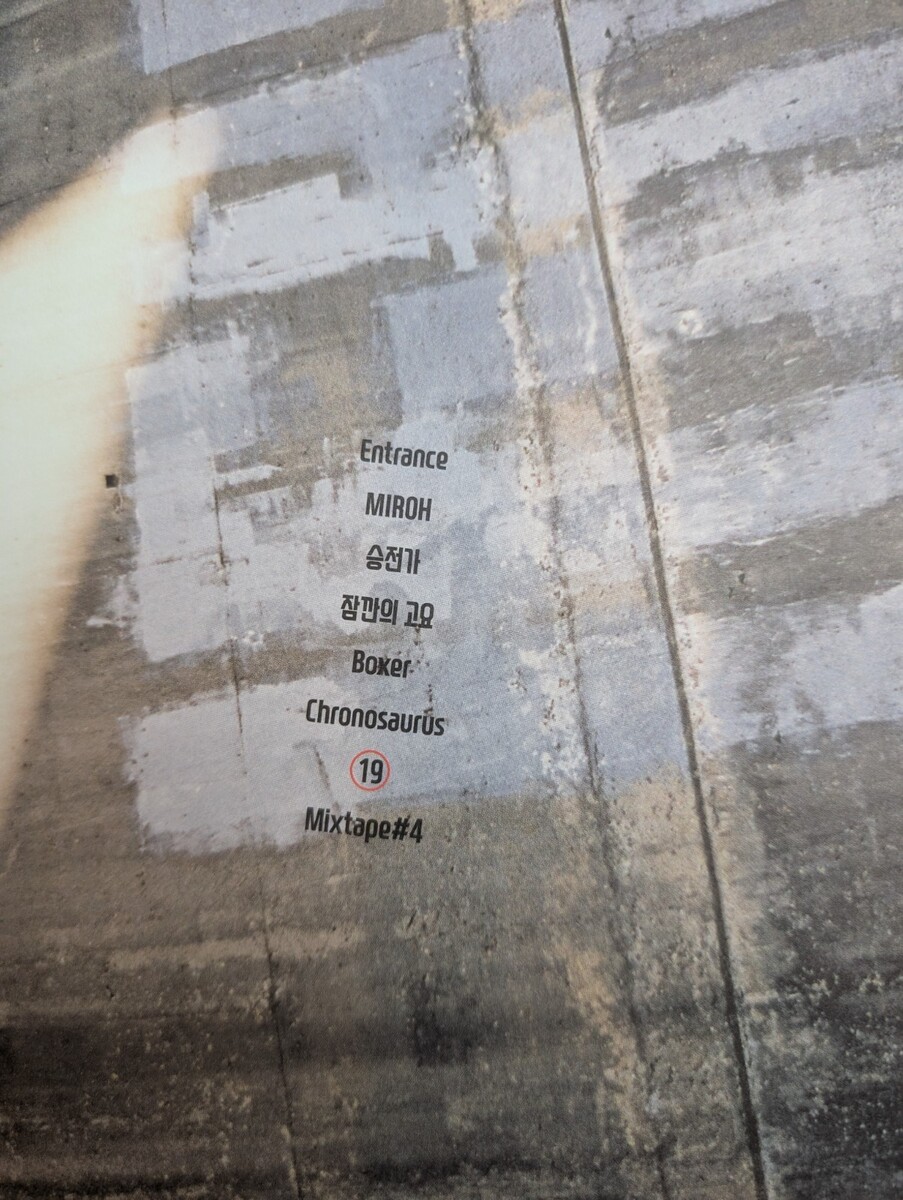 Entrance
MIROH
승전가
잠깐의 고요
Boxer
Chronosaurus
19
Mixtape#4